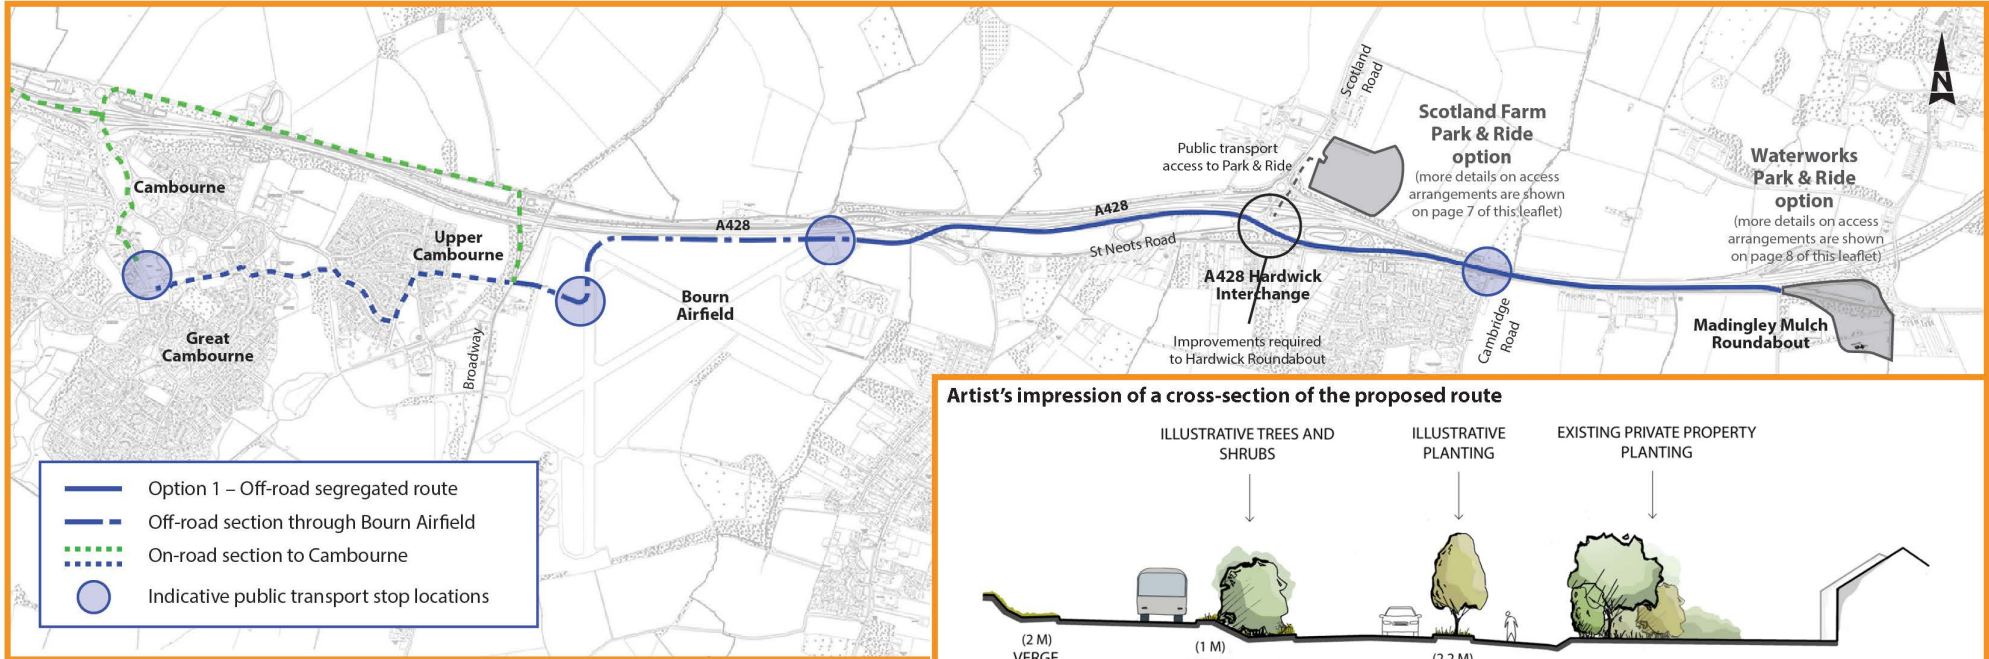 N
Scotland
Road
Scotland Farm
Park & Ride
option
(more details on access
arrangements are shown
on page 7 of this leaflet)
Waterworks
Park & Ride
option
(more details on access
arrangements are shown
on page 8 of this leaflet)
Public transport
access to Park & Ride
Cambourne
Upper
Cambourne
A428
A428
St Neots Road
A428 Hardwick
Interchange
Bourn
Airfield
Great
Cambourne
Broadway
Improvements required
to Hardwick Roundabout
Cambridge
Road
Madingley Mulch
Roundabout
Option 1 – Off-road segregated route
Off-road section through Bourn Airfield
On-road section to Cambourne
Indicative public transport stop locations
Artist's impression of a cross-section of the proposed route
ILLUSTRATIVE TREES AND
SHRUBS
ILLUSTRATIVE
PLANTING
EXISTING PRIVATE PROPERTY
PLANTING
(2 M)
VERGE
(1 M)
(2.2 M)